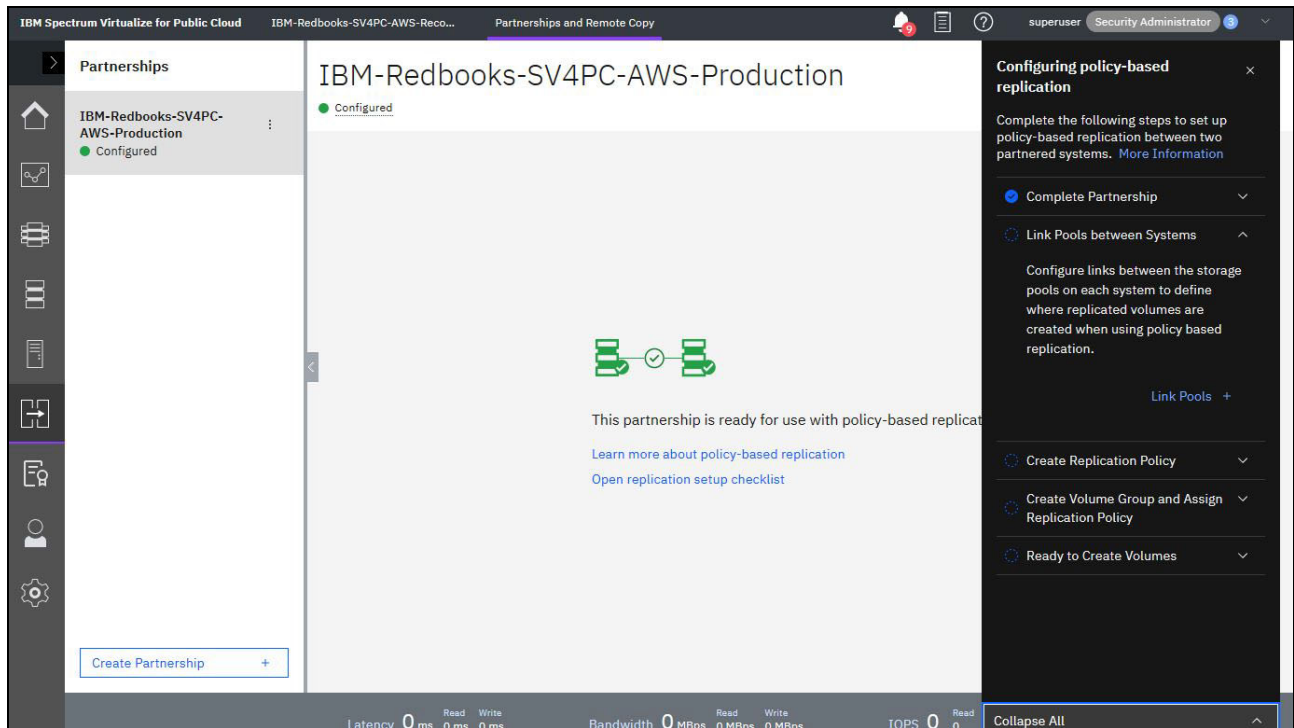 IBM Spectrum Virtualize for Public Cloud IBM-Redbooks-SV4PC-AWS-Reco... Partnerships and Remote Copy 9 superuser Security Administrator 3
Partnerships
IBM-Redbooks-SV4PC-
AWS-Production
Configured
Create Partnership +
IBM-Redbooks-SV4PC-AWS-Production
Configured
This partnership is ready for use with policy-based replicat
Learn more about policy-based replication
Open replication setup checklist
Configuring policy-based
replication
Complete the following steps to set up
policy-based replication between two
partnered systems. More Information
Complete Partnership
Link Pools between Systems
Configure links between the storage
pools on each system to define
where replicated volumes are
created when using policy based
replication.
Link Pools +
Create Replication Policy
Create Volume Group and Assign
Replication Policy
Ready to Create Volumes
Collapse All
Read Write Read Write Read
Latency 0 ms 0 ms 0 ms Bandwidth 0 MBps 0 MBps 0 MBps IOPS 0 0